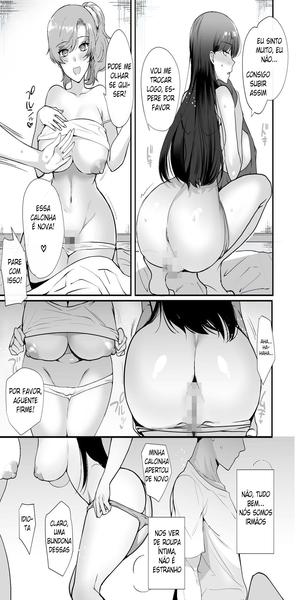 EU SINTO
MUITO, EU
NÃO...
CONSIGO
SUBIR
ASSIM
VOU ME
TROCAR
LOGO, ES-
PERE POR
FAVOR
PODE ME
OLHAR
SE QUI-
SER!
ESSA
CALCINHA
É NOVA!
PARE
COM
ISSO!
AHA...
HA-
HAHA...
POR FAVOR,
AGUENTE
FIRME!
NÃO, TUDO
BEM...
NÓS SOMOS
IRMÃOS
NOS VER
DE ROUPA
ÍNTIMA,
NÃO É
ESTRANHO
MINHA
CALCINHA
APERTOU
DE NOVO
CLARO,
UMA
BUNDONA
DESSAS
IDIO-
TA